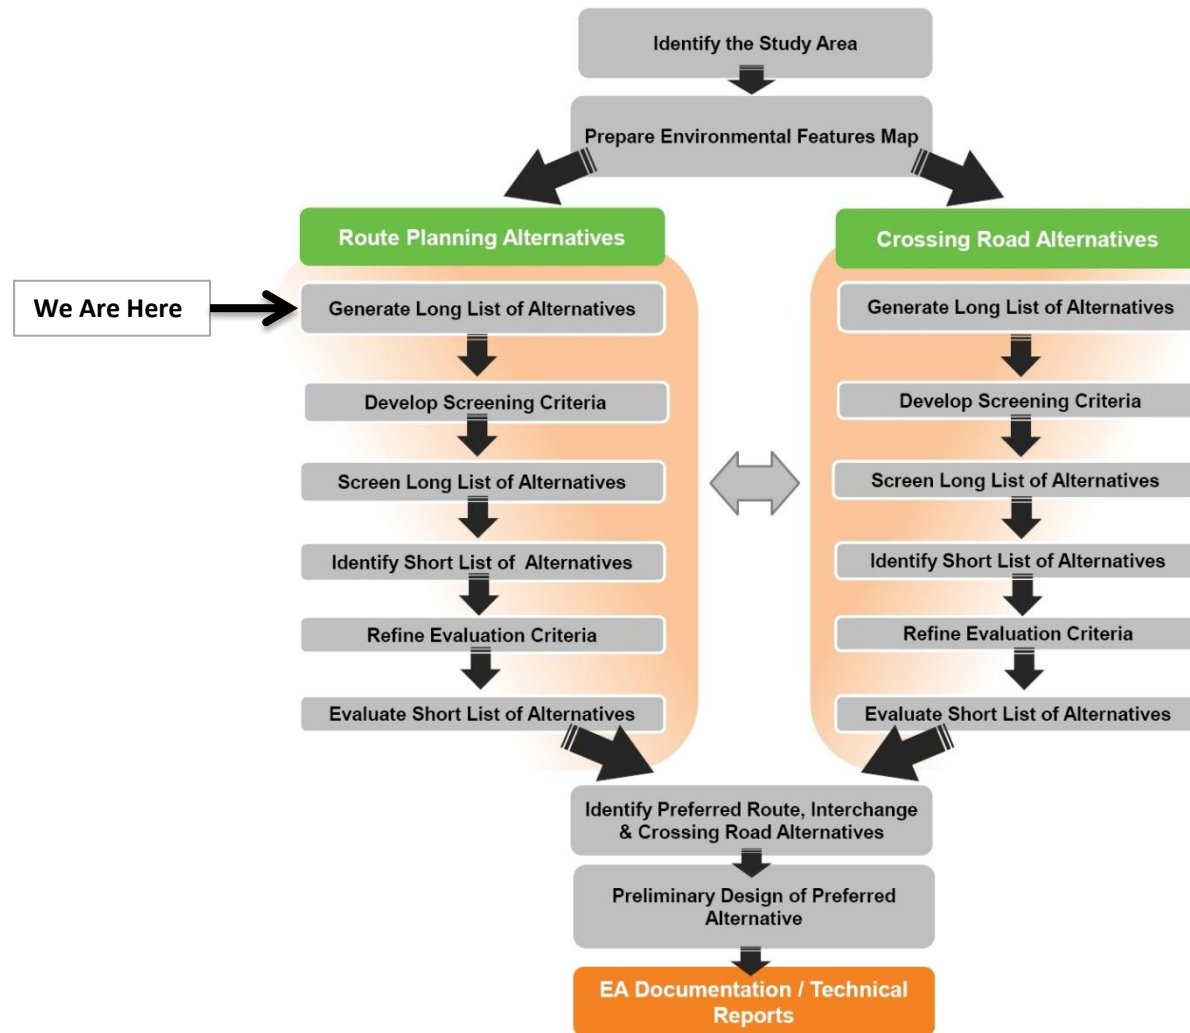 Identify the Study Area
Prepare Environmental Features Map
Route Planning Alternatives
Crossing Road Alternatives
We Are Here
Generate Long List of Alternatives
Develop Screening Criteria
Screen Long List of Alternatives
Identify Short List of Alternatives
Refine Evaluation Criteria
Evaluate Short List of Alternatives
Generate Long List of Alternatives
Develop Screening Criteria
Screen Long List of Alternatives
Identify Short List of Alternatives
Refine Evaluation Criteria
Evaluate Short List of Alternatives
Identify Preferred Route, Interchange
& Crossing Road Alternatives
Preliminary Design of Preferred
Alternative
EA Documentation / Technical
Reports